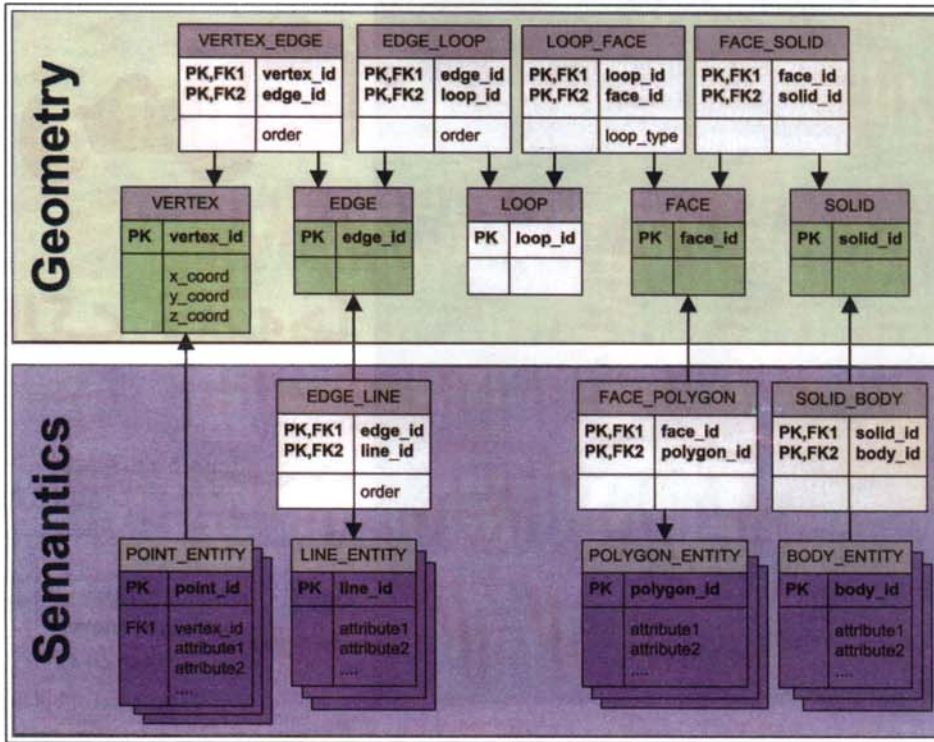 Geometry
VERTEX_EDGE
PK,FK1 vertex_id
PK,FK2 edge_id
order
EDGE_LOOP
PK,FK1 edge_id
PK,FK2 loop_id
order
LOOP_FACE
PK,FK1 loop_id
PK,FK2 face_id
loop_type
FACE_SOLID
PK,FK1 face_id
PK,FK2 solid_id
VERTEX
PK vertex_id
x_coord
y_coord
z_coord
EDGE
PK edge_id
LOOP
PK loop_id
FACE
PK face_id
SOLID
PK solid_id
Semantics
EDGE_LINE
PK,FK1 edge_id
PK,FK2 line_id
order
FACE_POLYGON
PK,FK1 face_id
PK,FK2 polygon_id
SOLID_BODY
PK,FK1 solid_id
PK,FK2 body_id
POINT_ENTITY
PK point_id
FK1 vertex_id
attribute1
attribute2
....
LINE_ENTITY
PK line_id
attribute1
attribute2
....
POLYGON_ENTITY
PK polygon_id
attribute1
attribute2
....
BODY_ENTITY
PK body_id
attribute1
attribute2
....